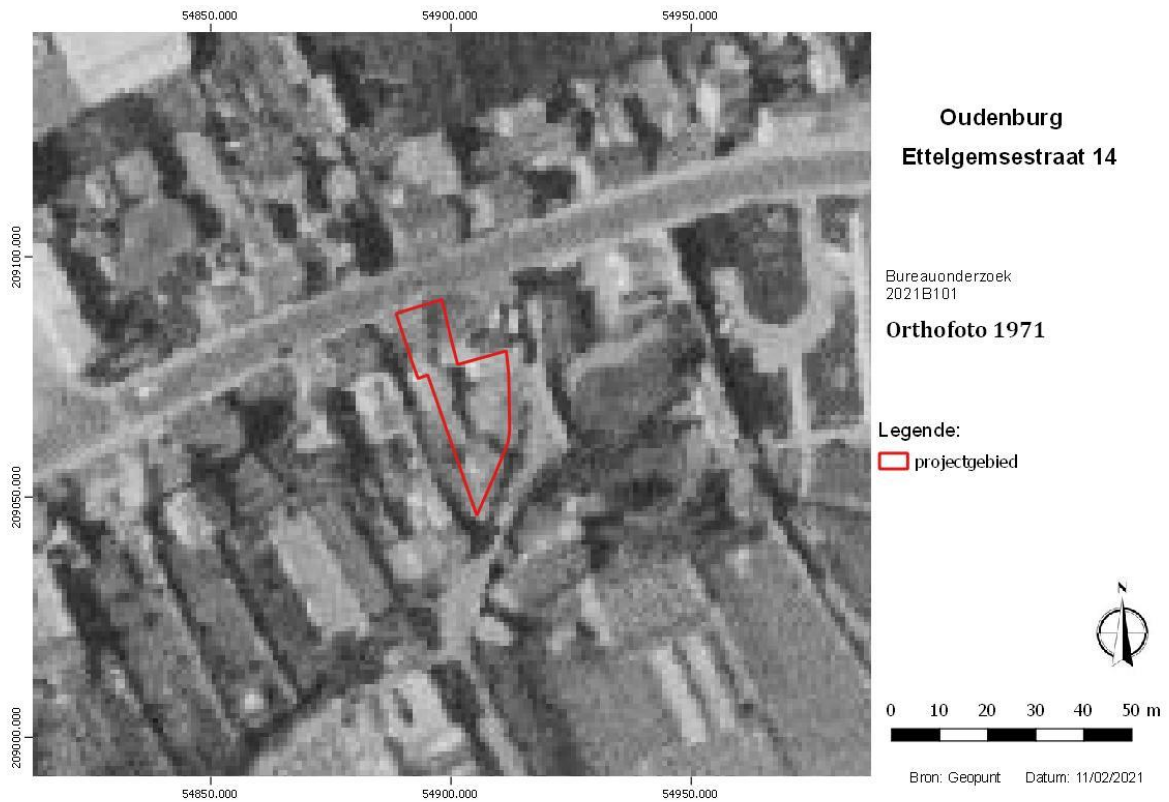 54850.000 54900.000 54950.000
209100.000
209050.000
209000.000
54850.000 54900.000 54950.000
Oudenburg
Ettelgemsestraat 14
Bureauonderzoek
2021B101
Orthofoto 1971
Legende:
projectgebied
N
0 10 20 30 40 50 m
Bron: Geopunt Datum: 11/02/2021